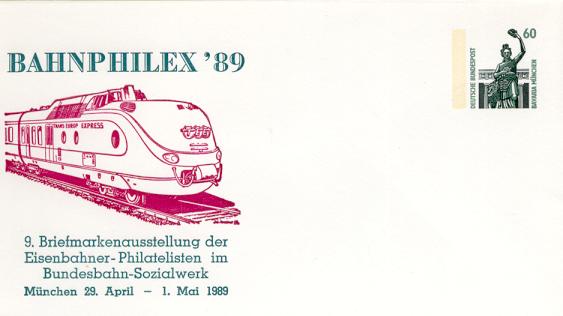 BAHNPHILEX '89
TRANS EUROP EXPRESS
9. Briefmarkenausstellung der
Eisenbahner-Philatelisten im
Bundesbahn-Sozialwerk
München 29. April – 1. Mai 1989
60
DEUTSCHE BUNDESPOST
BAVARIA MÜNCHEN